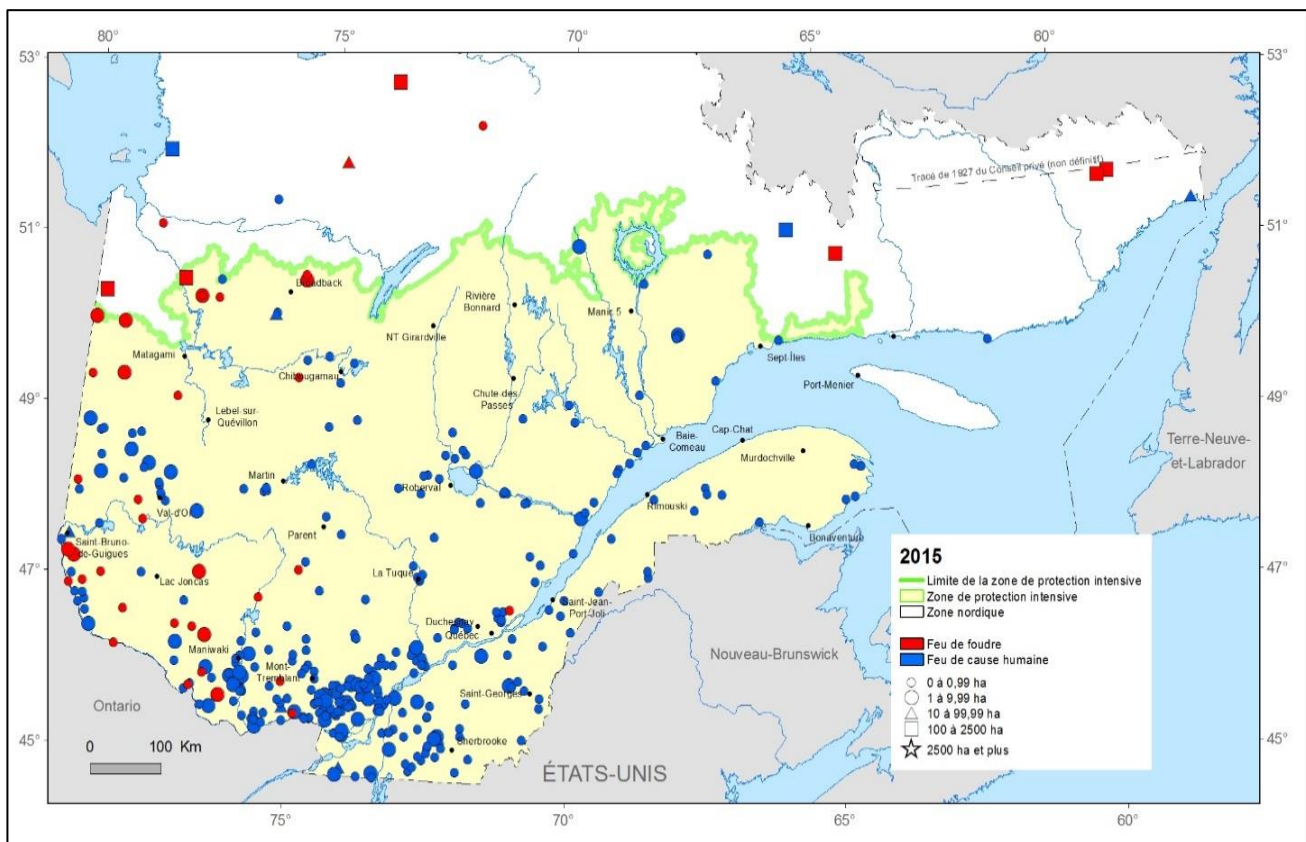 80° 75° 70° 65° 60°
53° 53°
Tracé de 1927 du Conseil privé (non définitif)
51° 51°
Broadback
Rivière
Bonnard
Manic 5
NT Girardville
Matagami
Sept-Îles
Chibougamau
Chute-des
Passes
Port-Menier
49° 49°
Lebel-sur-
Quévillon
Baie-
Comeau
Cap-Chat
Murdochville
Terre-Neuve-
et-Labrador
Martin
Roberval
Val-d'Or
Rimouski
Parent
Bonaventure
Saint-Bruno-
de-Guigues
Lac Joncas
La Tuque
47° 47°
Saint-Jean-
Port-Joli
Duchesnay
Québec
Maniwaki
Mont-
Tremblant
Nouveau-Brunswick
Saint-Georges
Ontario
Sherbrooke
45° 45°
0 100 Km
ÉTATS-UNIS
2015
Limite de la zone de protection intensive
Zone de protection intensive
Zone nordique
Feu de foudre
Feu de cause humaine
0 à 0,99 ha
1 à 9,99 ha
10 à 99,99 ha
100 à 2500 ha
2500 ha et plus
75° 70° 65° 60°